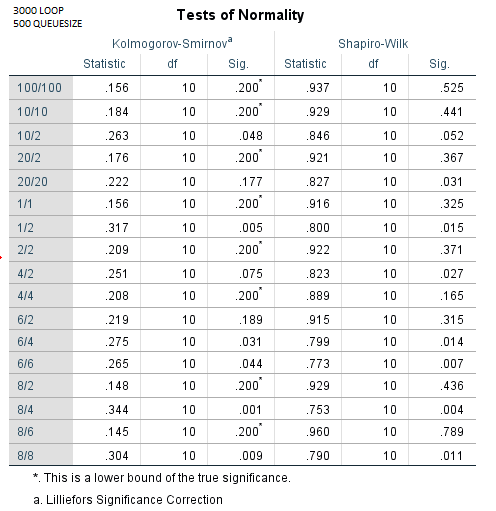 3000 LOOP
500 QUEUESIZE
Tests of Normality
Kolmogorov-Smirnov^a Shapiro-Wilk
Statistic df Sig. Statistic df Sig.
100/100 .156 10 .200* .937 10 .525
10/10 .184 10 .200* .929 10 .441
10/2 .263 10 .048 .846 10 .052
20/2 .176 10 .200* .921 10 .367
20/20 .222 10 .177 .827 10 .031
1/1 .156 10 .200* .916 10 .325
1/2 .317 10 .005 .800 10 .015
2/2 .209 10 .200* .922 10 .371
4/2 .251 10 .075 .823 10 .027
4/4 .208 10 .200* .889 10 .165
6/2 .219 10 .189 .915 10 .315
6/4 .275 10 .031 .799 10 .014
6/6 .265 10 .044 .773 10 .007
8/2 .148 10 .200* .929 10 .436
8/4 .344 10 .001 .753 10 .004
8/6 .145 10 .200* .960 10 .789
8/8 .304 10 .009 .790 10 .011
*. This is a lower bound of the true significance.
a. Lilliefors Significance Correction